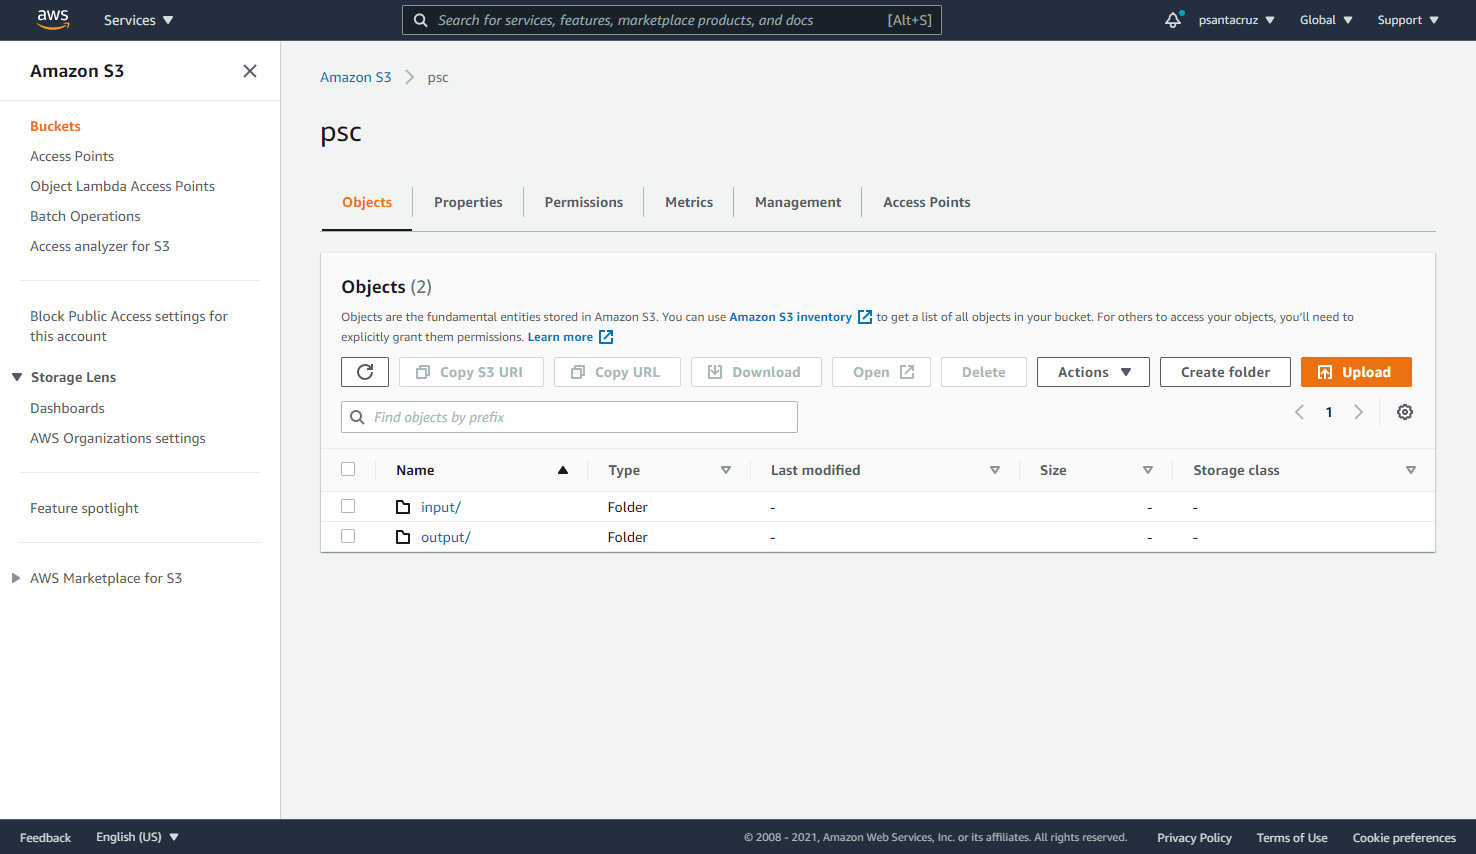 aws
Services
Search for services, features, marketplace products, and docs [Alt+S]
psantacruz
Global
Support
Amazon S3
Buckets
Access Points
Object Lambda Access Points
Batch Operations
Access analyzer for S3
Block Public Access settings for
this account
Storage Lens
Dashboards
AWS Organizations settings
Feature spotlight
AWS Marketplace for S3
Amazon S3 psc
psc
Objects Properties Permissions Metrics Management Access Points
Objects (2)
Objects are the fundamental entities stored in Amazon S3. You can use Amazon S3 inventory to get a list of all objects in your bucket. For others to access your objects, you’ll need to
explicitly grant them permissions. Learn more
Copy S3 URI Copy URL Download Open Delete Actions Create folder Upload
Find objects by prefix 1
Name Type Last modified Size Storage class
input/ Folder - - -
output/ Folder - - -
Feedback English (US) © 2008 - 2021, Amazon Web Services, Inc. or its affiliates. All rights reserved. Privacy Policy Terms of Use Cookie preferences